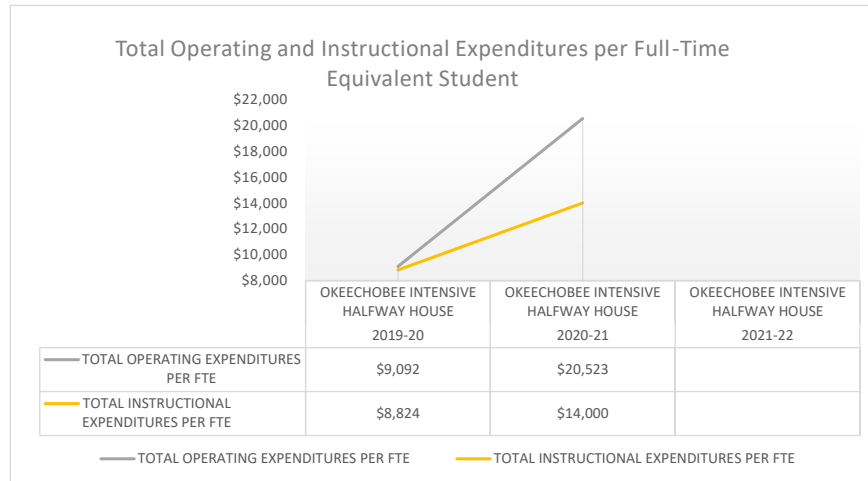 Total Operating and Instructional Expenditures per Full-Time
Equivalent Student
$22,000
$20,000
$18,000
$16,000
$14,000
$12,000
$10,000
$8,000
OKEECHOBEE INTENSIVE HALFWAY HOUSE
OKEECHOBEE INTENSIVE HALFWAY HOUSE
OKEECHOBEE INTENSIVE HALFWAY HOUSE
2019-20 2020-21 2021-22
TOTAL OPERATING EXPENDITURES
PER FTE
$9,092 $20,523
TOTAL INSTRUCTIONAL
EXPENDITURES PER FTE
$8,824 $14,000
TOTAL OPERATING EXPENDITURES PER FTE TOTAL INSTRUCTIONAL EXPENDITURES PER FTE